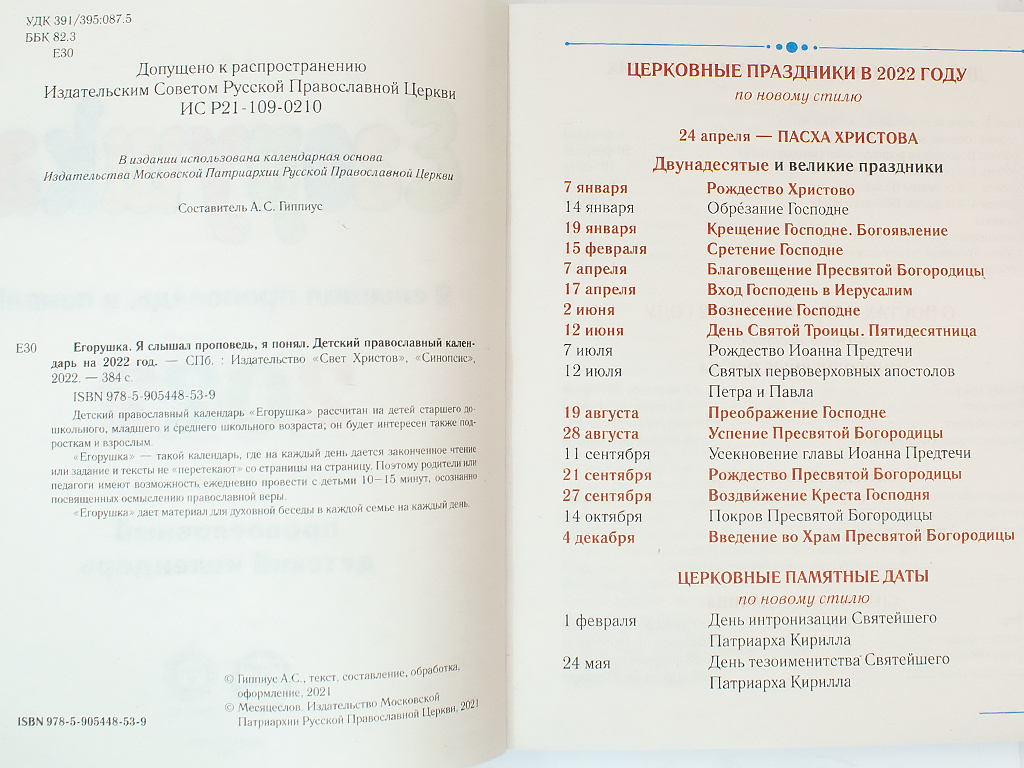 УДК 391/395:087.5
ББК 82.3
Е30
Допущено к распространению
Издательским Советом Русской Православной Церкви
ИС Р21-109-0210
В издании использована календарная основа
Издательства Московской Патриархии Русской Православной Церкви
Составитель А. С. Гиппиус
Е30 Егорушка. Я слышал проповедь, я понял. Детский православный кален-
дарь на 2022 год. — СПб. : Издательство «Свет Христов», «Синопсис»,
2022. — 384 с.
ISBN 978-5-905448-53-9
Детский православный календарь «Егорушка» рассчитан на детей старшего до-
школьного, младшего и среднего школьного возраста; он будет интересен также под-
росткам и взрослым.
«Егорушка» — такой календарь, где на каждый день дается законченное чтение
или задание и тексты не «перетекают» со страницы на страницу. Поэтому родители или
педагоги имеют возможность ежедневно провести с детьми 10—15 минут, осознанно
посвященных осмыслению православной веры.
«Егорушка» дает материал для духовной беседы в каждой семье на каждый день.
© Гиппиус А.С., текст, составление, обработка,
оформление, 2021
© Месяцеслов. Издательство Московской
Патриархии Русской Православной Церкви, 2021
ISBN 978-5-905448-53-9
ЦЕРКОВНЫЕ ПРАЗДНИКИ В 2022 ГОДУ
по новому стилю
24 апреля — ПАСХА ХРИСТОВА
Двунадесятые и великие праздники
7 января Рождество Христово
14 января Обре́зание Господне
19 января Крещение Господне. Богоявление
15 февраля Сретение Господне
7 апреля Благовещение Пресвятой Богородицы
17 апреля Вход Господень в Иерусалим
2 июня Вознесение Господне
12 июня День Святой Троицы. Пятидесятница
7 июля Рождество Иоанна Предтечи
12 июля Святых первоверховных апостолов
Петра и Павла
19 августа Преображение Господне
28 августа Успение Пресвятой Богородицы
11 сентября Усекновение главы Иоанна Предтечи
21 сентября Рождество Пресвятой Богородицы
27 сентября Воздви́жение Креста Господня
14 октября Покров Пресвятой Богородицы
4 декабря Введение во Храм Пресвятой Богородицы
ЦЕРКОВНЫЕ ПАМЯТНЫЕ ДАТЫ
по новому стилю
1 февраля День интронизации Святейшего
Патриарха Кирилла
24 мая День тезоименитства Святейшего
Патриарха Кирилла